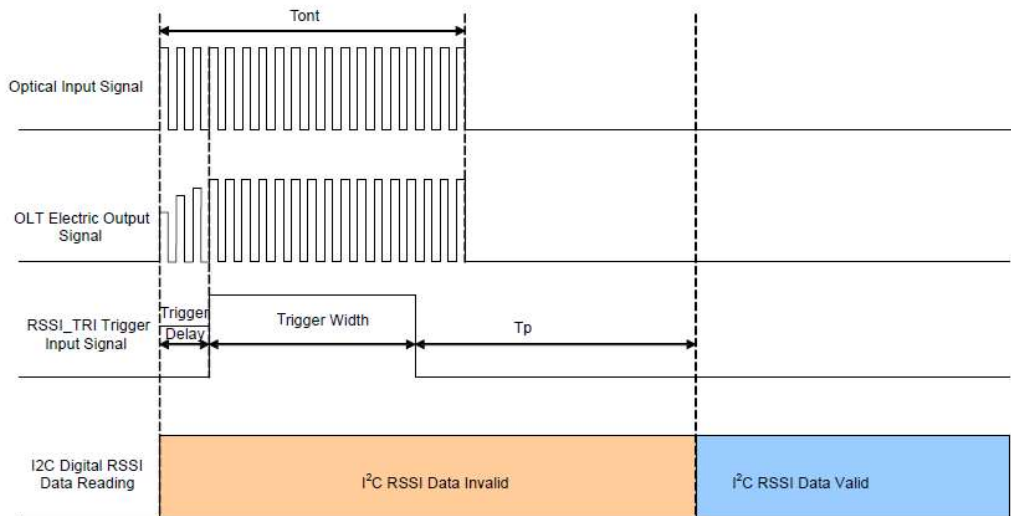 Tont
Optical Input Signal
OLT Electric Output
Signal
Trigger
Delay
Trigger Width
Tp
RSSI_TRI Trigger
Input Signal
I2C Digital RSSI
Data Reading
I²C RSSI Data Invalid
I²C RSSI Data Valid